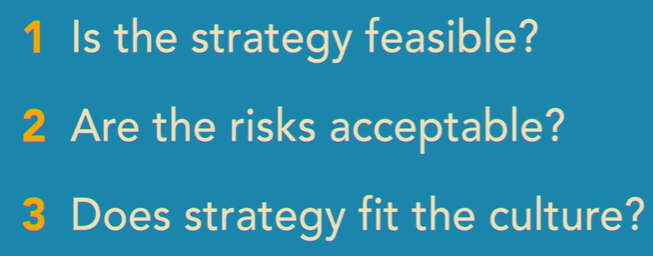 1 Is the strategy feasible?
2 Are the risks acceptable?
3 Does strategy fit the culture?